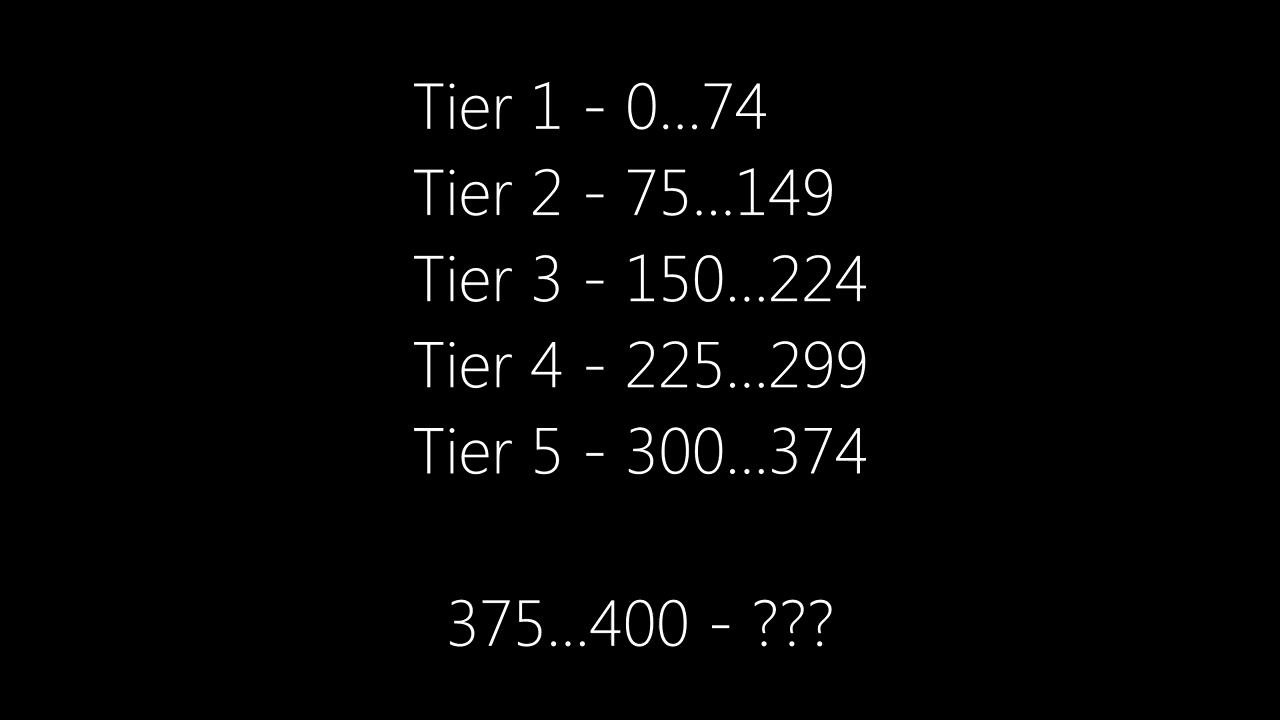 Tier 1 - 0...74
Tier 2 - 75...149
Tier 3 - 150...224
Tier 4 - 225...299
Tier 5 - 300...374
375...400 - ???